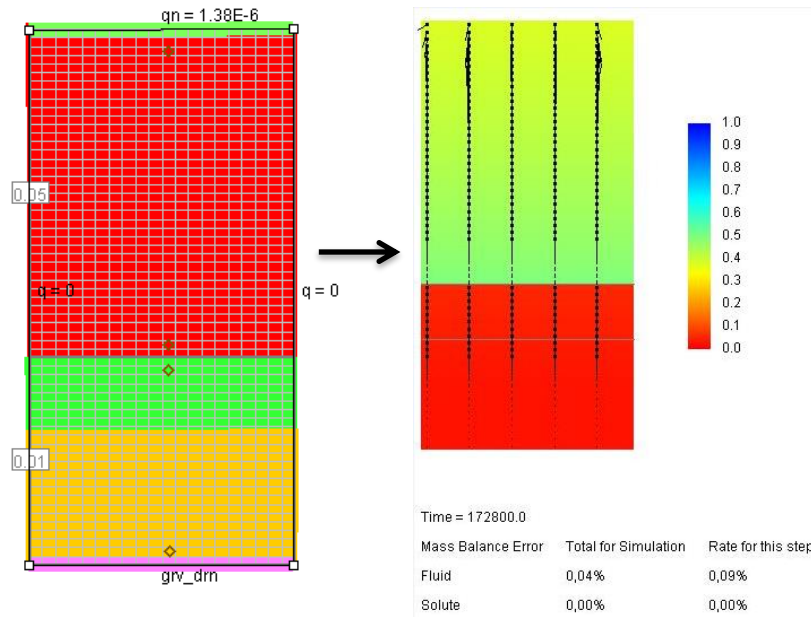 qn = 1.38E-6
0.05
q = 0
q = 0
0.01
grv_drn
1.0
0.9
0.8
0.7
0.6
0.5
0.4
0.3
0.2
0.1
0.0
Time = 172800.0
Mass Balance Error Total for Simulation Rate for this step
Fluid 0,04% 0,09%
Solute 0,00% 0,00%